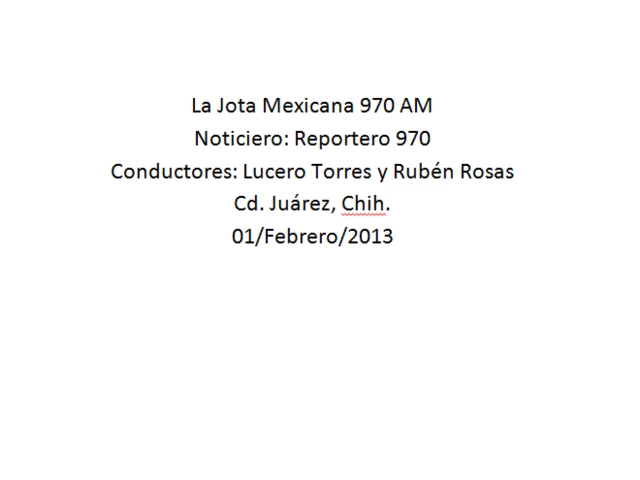 La Jota Mexicana 970 AM
Noticiero: Reportero 970
Conductores: Lucero Torres y Rubén Rosas
Cd. Juárez, Chih.
01/Febrero/2013